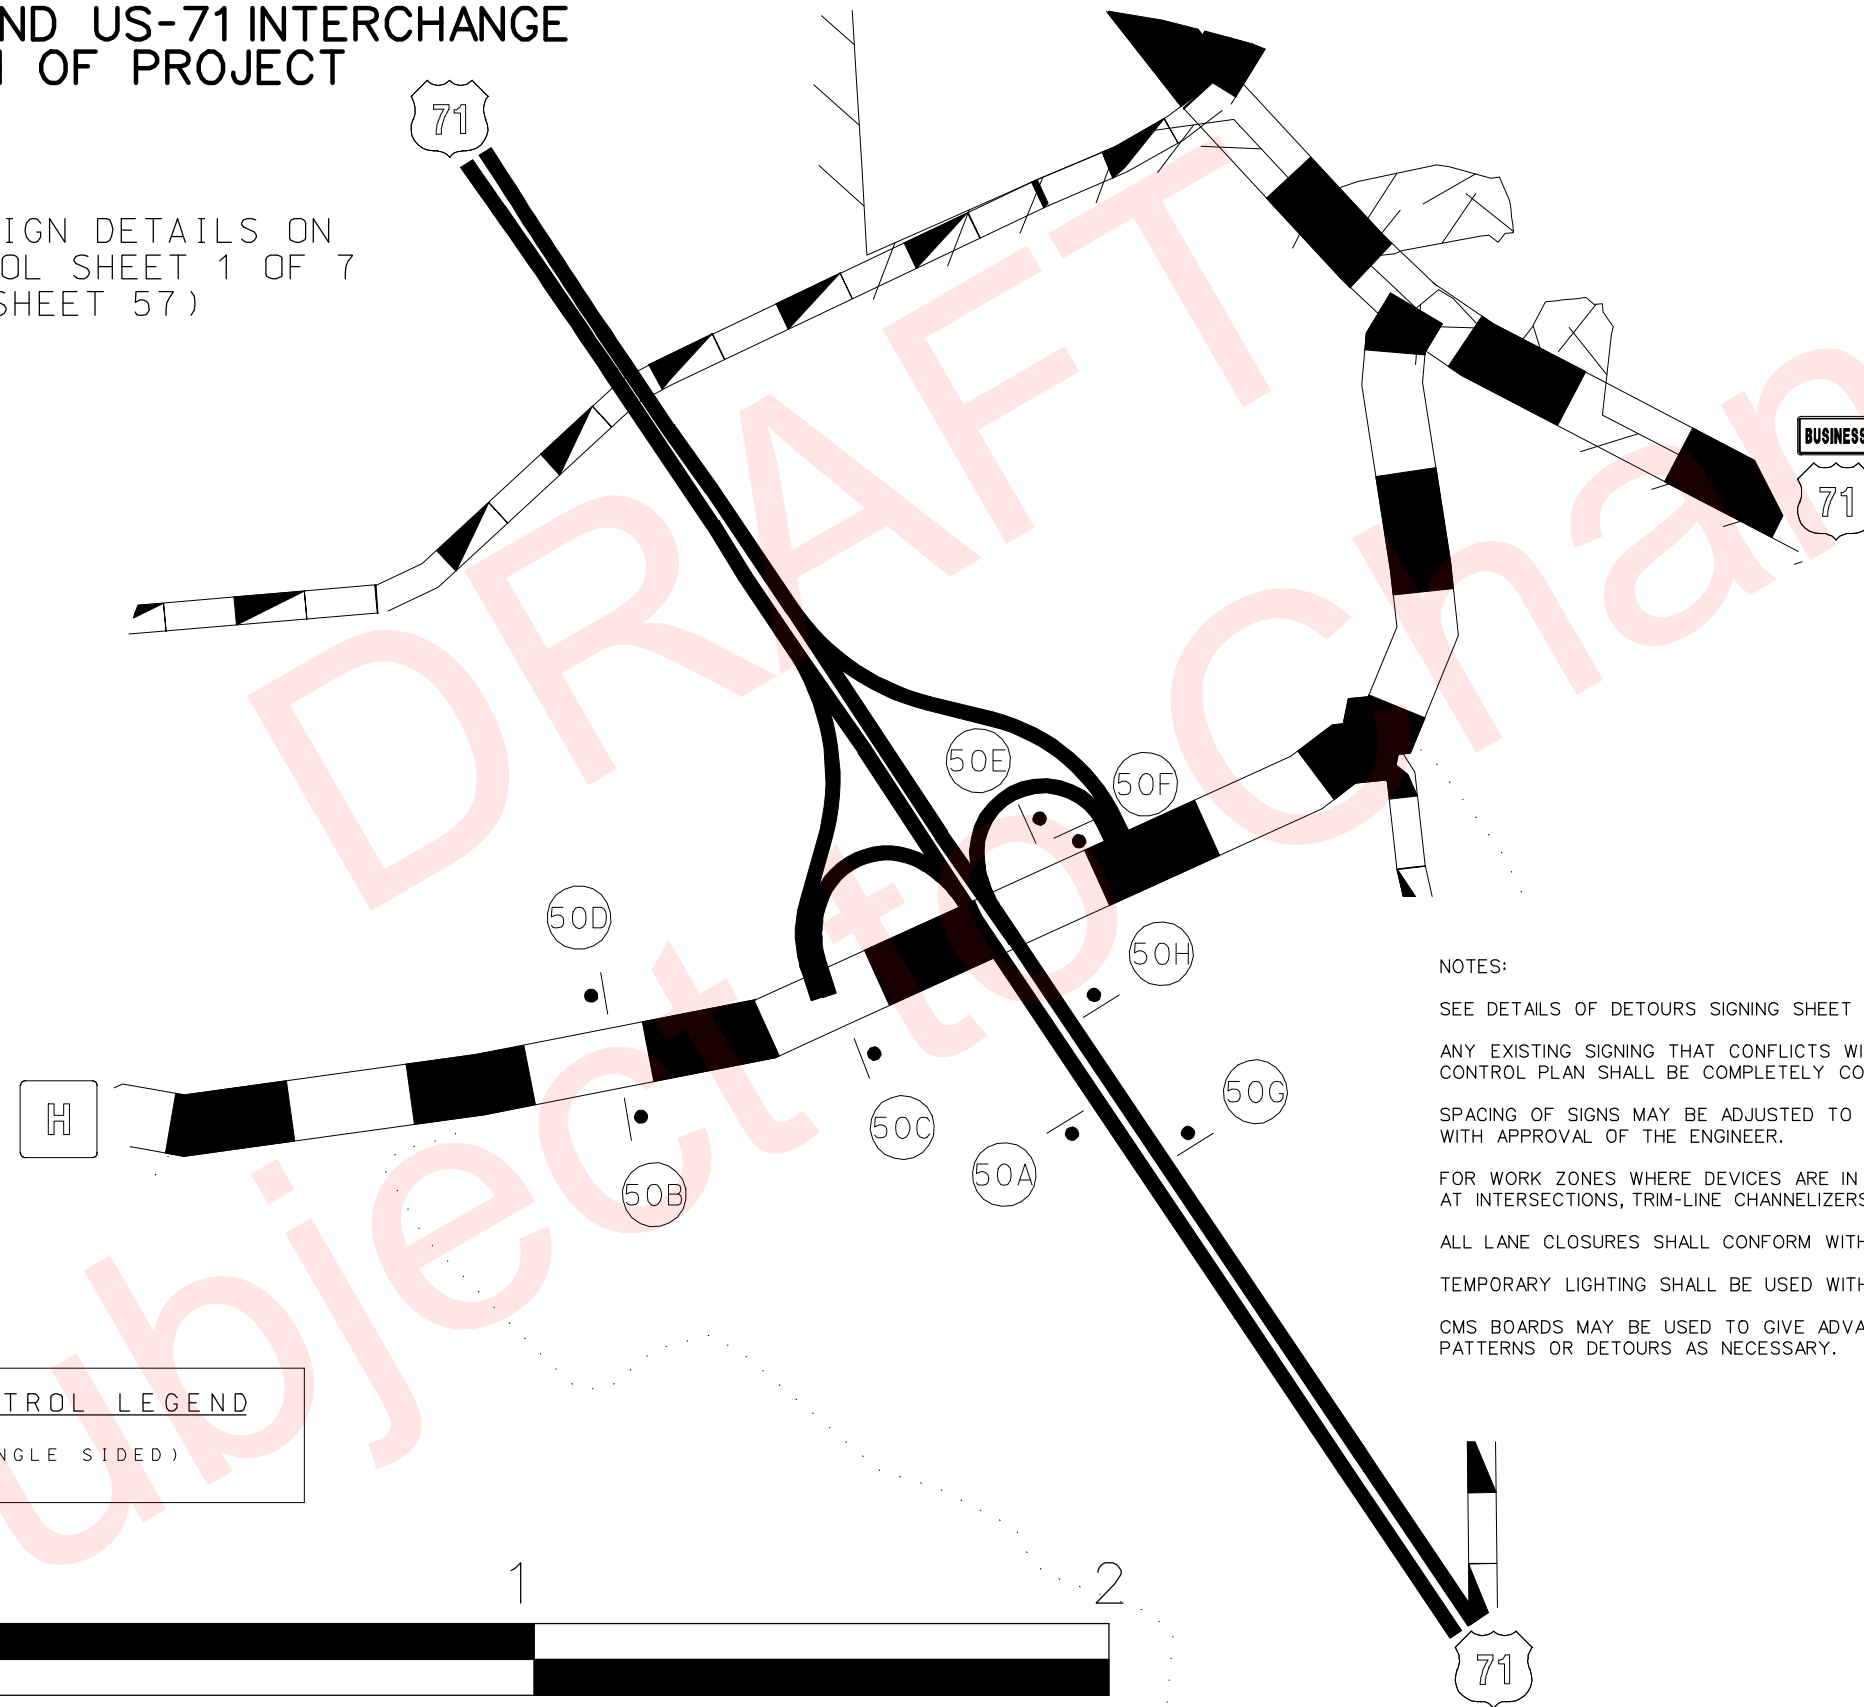 ND US-71 INTERCHANGE
OF PROJECT
71
IGN DETAILS ON
OL SHEET 1 OF 7
SHEET 57)
BUSINESS
71
50E
50F
50D
50H
50G
50C
50A
50B
H
NOTES:
SEE DETAILS OF DETOURS SIGNING SHEET
ANY EXISTING SIGNING THAT CONFLICTS WI
CONTROL PLAN SHALL BE COMPLETELY CO
SPACING OF SIGNS MAY BE ADJUSTED TO
WITH APPROVAL OF THE ENGINEER.
FOR WORK ZONES WHERE DEVICES ARE IN
AT INTERSECTIONS, TRIM-LINE CHANNELIZERS
ALL LANE CLOSURES SHALL CONFORM WITH
TEMPORARY LIGHTING SHALL BE USED WITH
CMS BOARDS MAY BE USED TO GIVE ADVA
PATTERNS OR DETOURS AS NECESSARY.
TROL LEGEND
NGLE SIDED)
1
2
71
DRAFT
ubject to Chan